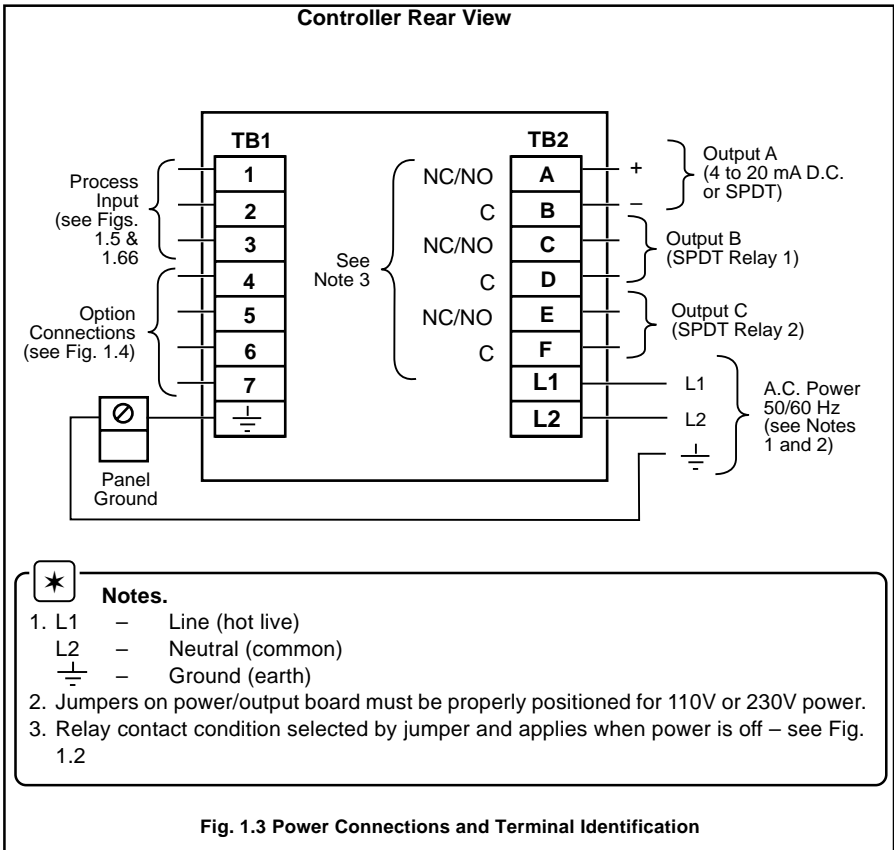 Controller Rear View
TB1
1
2
3
4
5
6
7
Process
Input
(see Figs.
1.5 &
1.66
Option
Connections
(see Fig. 1.4)
Panel
Ground
See
Note 3
NC/NO
C
NC/NO
C
NC/NO
C
TB2
A
B
C
D
E
F
L1
L2
+
–
Output A
(4 to 20 mA D.C.
or SPDT)
Output B
(SPDT Relay 1)
Output C
(SPDT Relay 2)
L1
L2
A.C. Power
50/60 Hz
(see Notes
1 and 2)
Notes.
1. L1 – Line (hot live)
L2 – Neutral (common)
– Ground (earth)
2. Jumpers on power/output board must be properly positioned for 110V or 230V power.
3. Relay contact condition selected by jumper and applies when power is off – see Fig.
1.2
Fig. 1.3 Power Connections and Terminal Identification